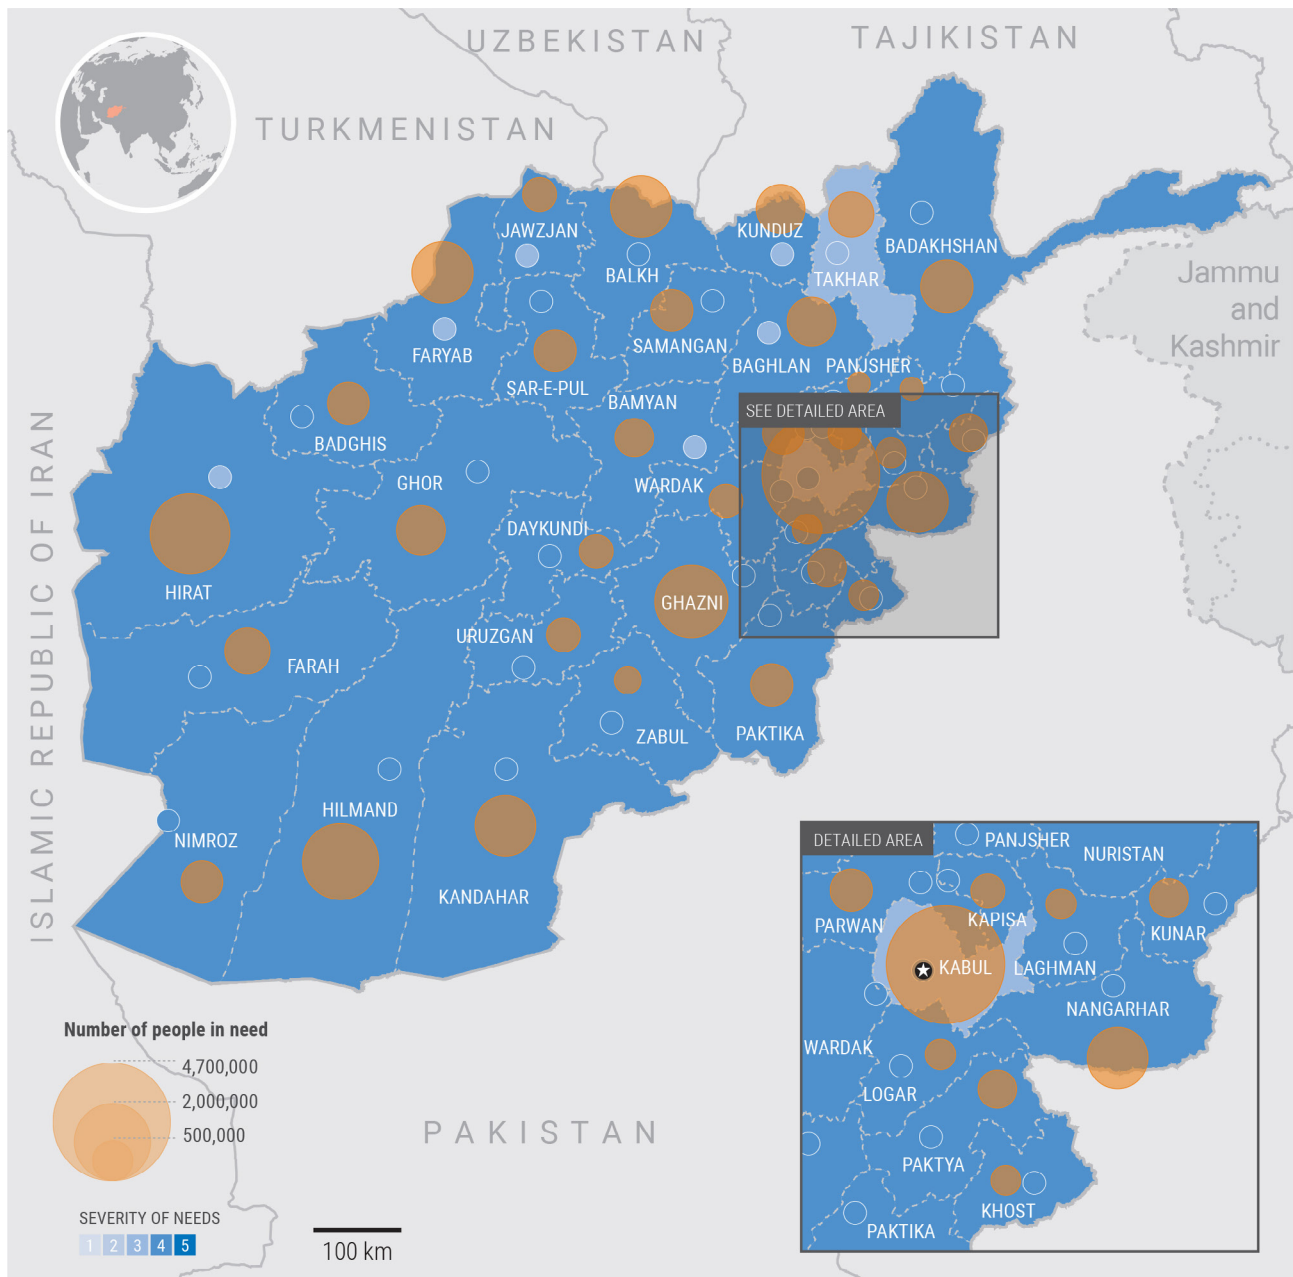 UZBEKISTAN
TAJIKISTAN
TURKMENISTAN
JAWZJAN
KUNDUZ
BADAKHSHAN
BALKH
TAKHAR
Jammu
and
Kashmir
FARYAB
SAMANGAN
BAGHLAN
PANJSHER
SAR-E-PUL
BAMYAN
SEE DETAILED AREA
BADGHIS
GHOR
WARDAK
DAYKUNDI
HIRAT
GHAZNI
URUZGAN
FARAH
ZABUL
PAKTIKA
ISLAMIC REPUBLIC OF IRAN
HILMAND
NIMROZ
KANDAHAR
DETAILED AREA
PANJSHER
NURISTAN
PARWAN
KAPISA
KUNAR
KABUL
LAGHMAN
NANGARHAR
WARDAK
LOGAR
PAKTYA
KHOST
PAKTIKA
Number of people in need
4,700,000
2,000,000
500,000
PAKISTAN
SEVERITY OF NEEDS
1 2 3 4 5
100 km